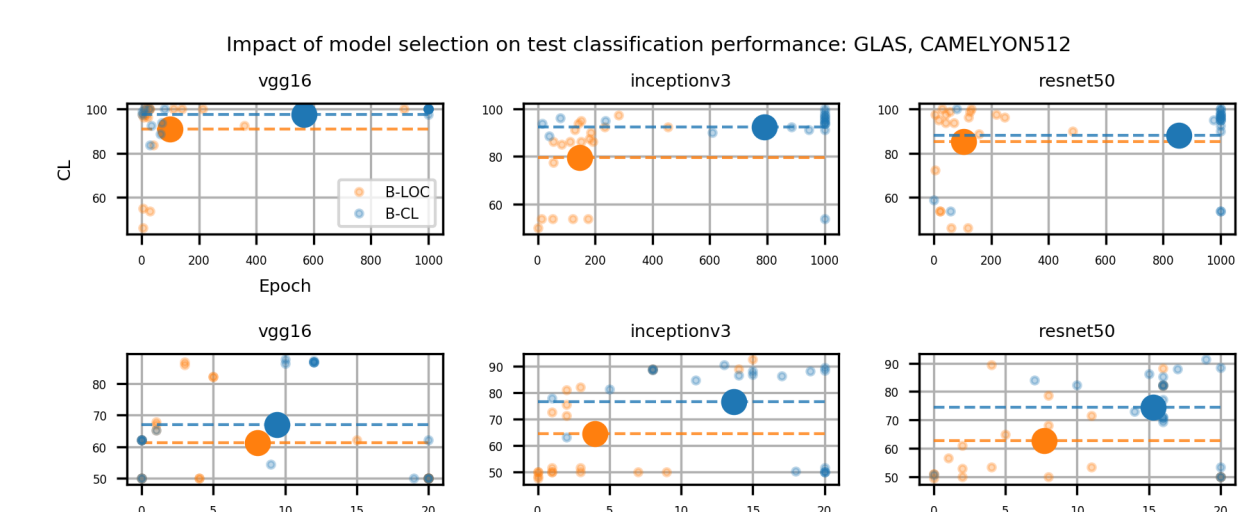 Impact of model selection on test classification performance: GLAS, CAMELYON512
vgg16 inceptionv3 resnet50
100 100 100
80 80 80
60 60 60
CL
B-LOC
B-CL
0 200 400 600 800 1000 0 200 400 600 800 1000 0 200 400 600 800 1000
Epoch
vgg16 inceptionv3 resnet50
90 90
80 80 80
70 70 70
60 60 60
50 50 50
0 5 10 15 20 0 5 10 15 20 0 5 10 15 20